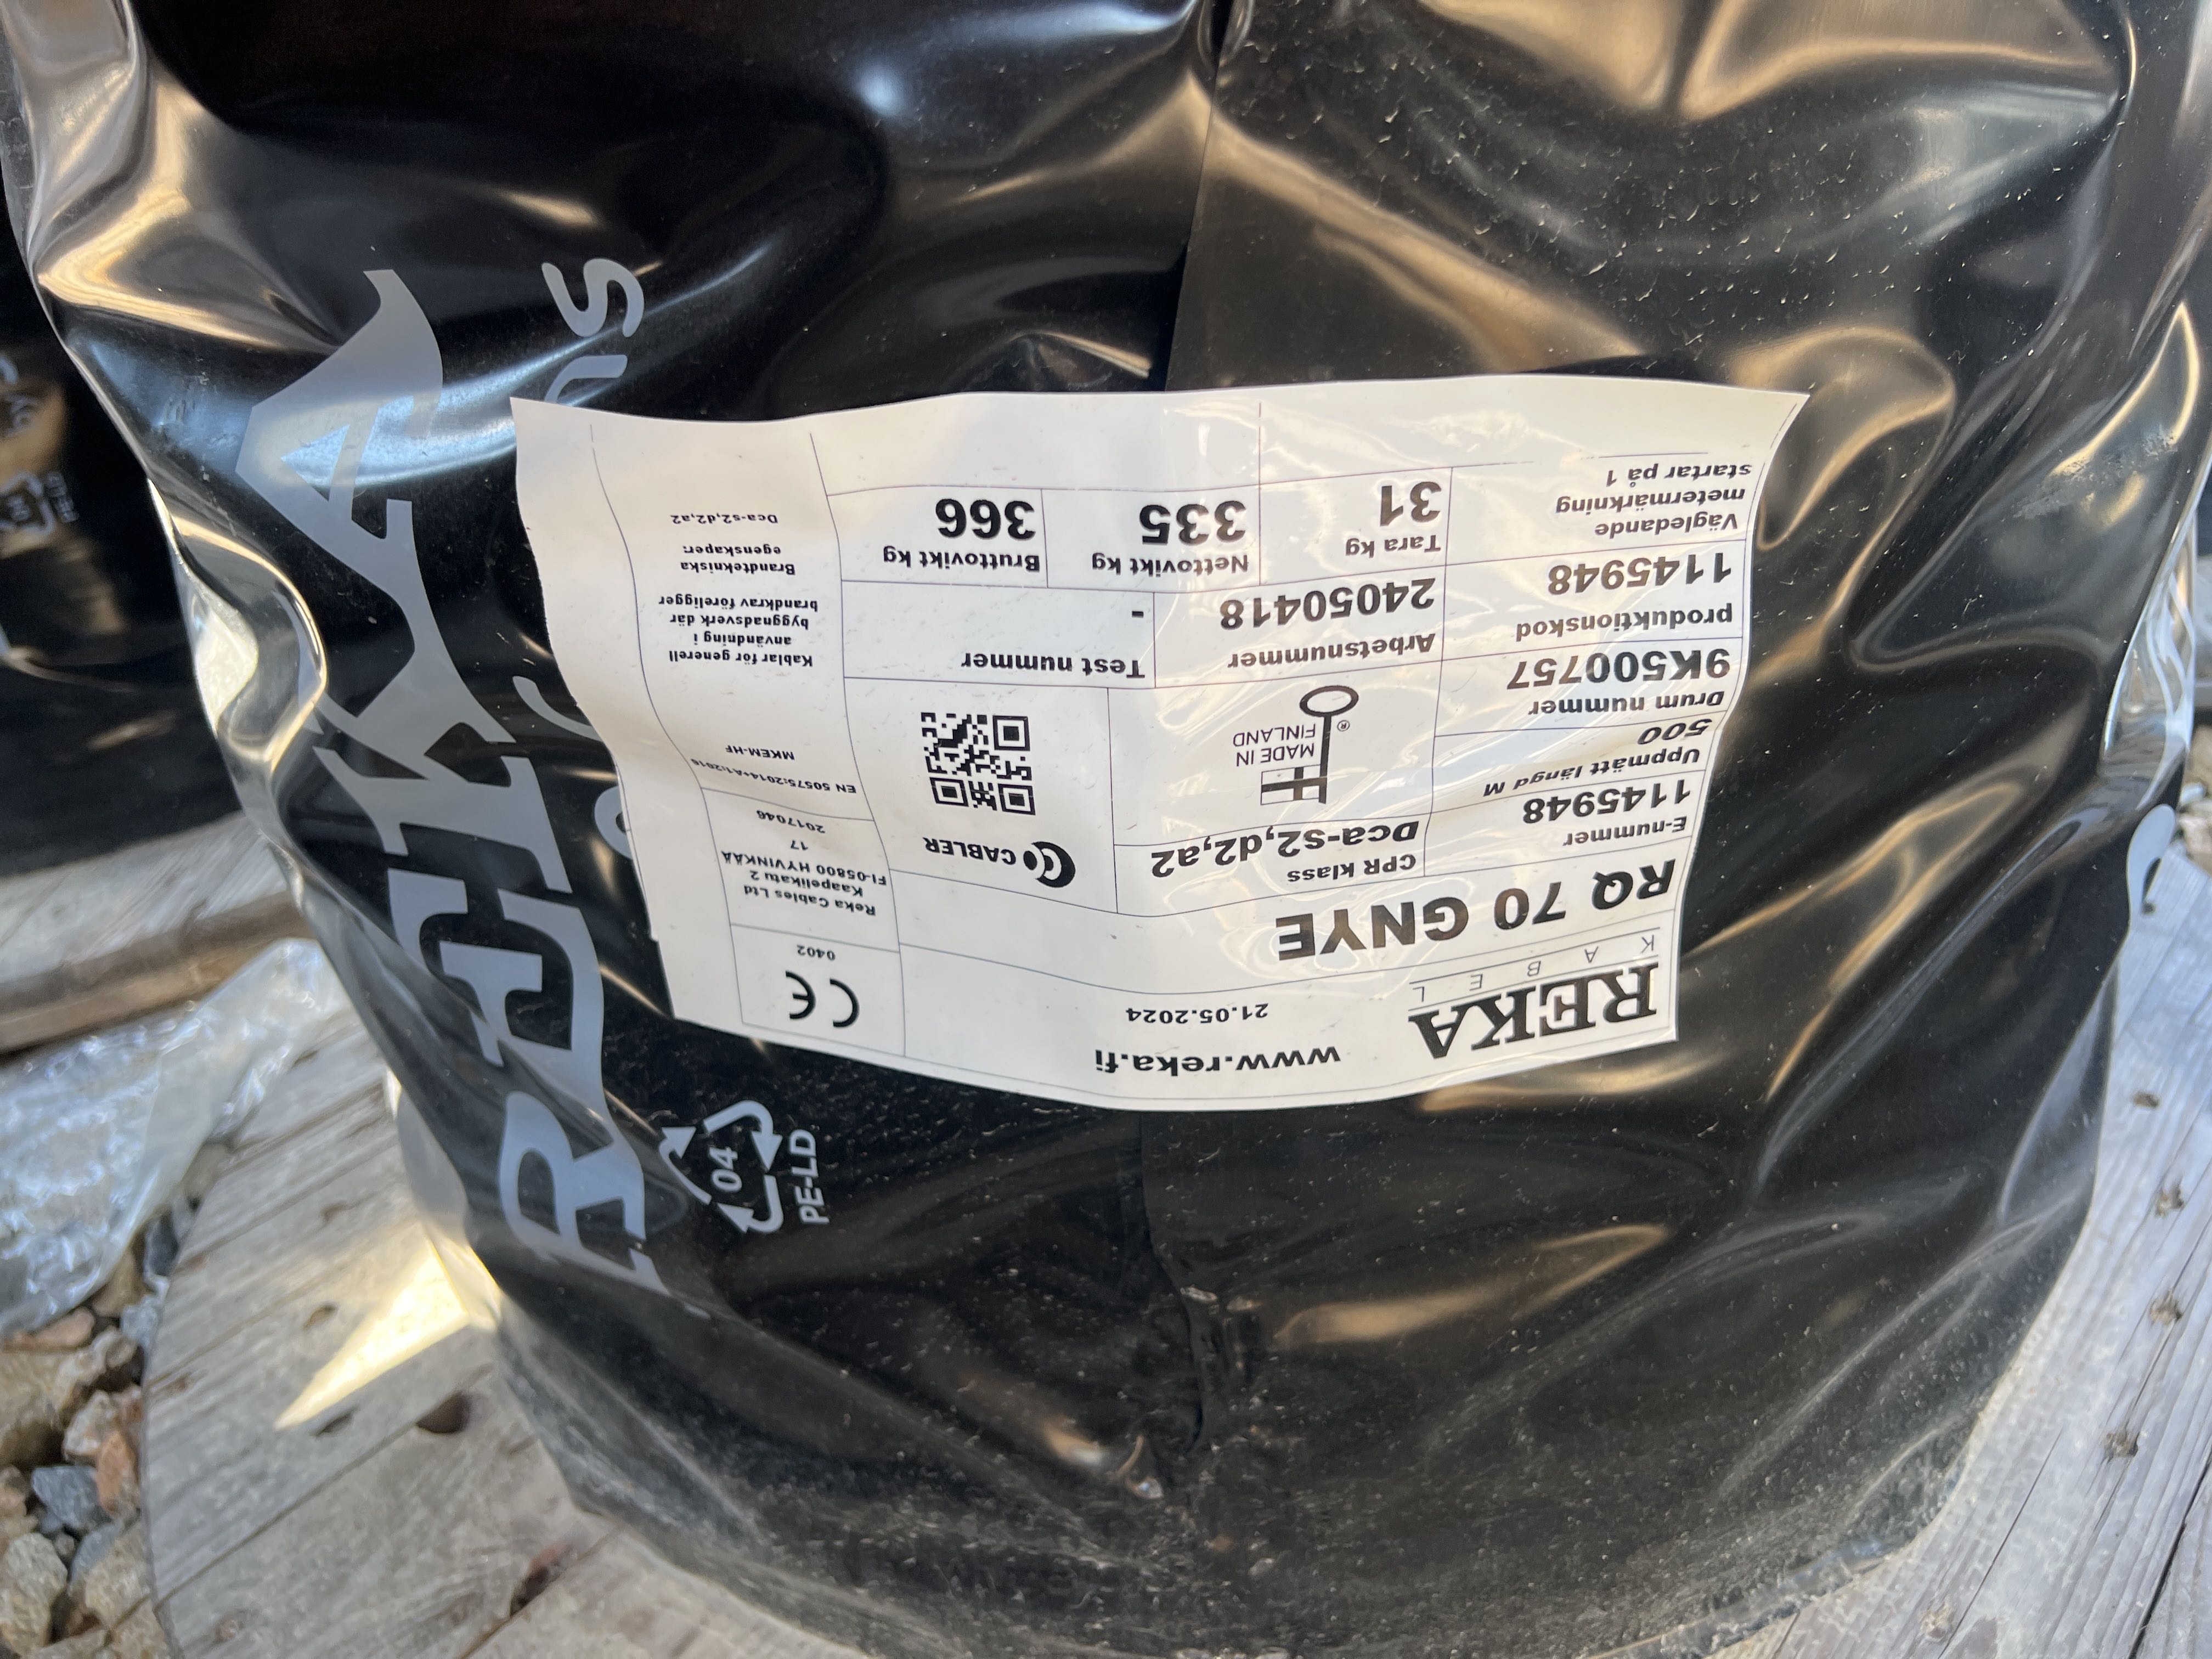 REKA
KABEL
www.reka.fi
21.05.2024
RQ 70 GNYE
E-nummer
1145948
Uppmätt längd M
500
Drum nummer
9K500757
produktionskod
1145948
Vägledande
metermärkning
startar på 1
CPR klass
Dca-s2,d2,a2
MADE IN
FINLAND
®
Arbetsnummer
24050418
Tara kg
31
CABLER
Test nummer
-
Nettovikt kg
335
Bruttovikt kg
366
CE
0402
Reka Cables Ltd
Kaapelikatu 2
FI-05800 HYVINKÄÄ
17
2017046
EN 50575:2014+A1:2016
MKEM-HF
Kablar för generell
användning i
byggnadsverk där
brandkrav föreligger
Brandtekniska
egenskaper:
Dca-s2,d2,a2
REKA
04
PE-LD